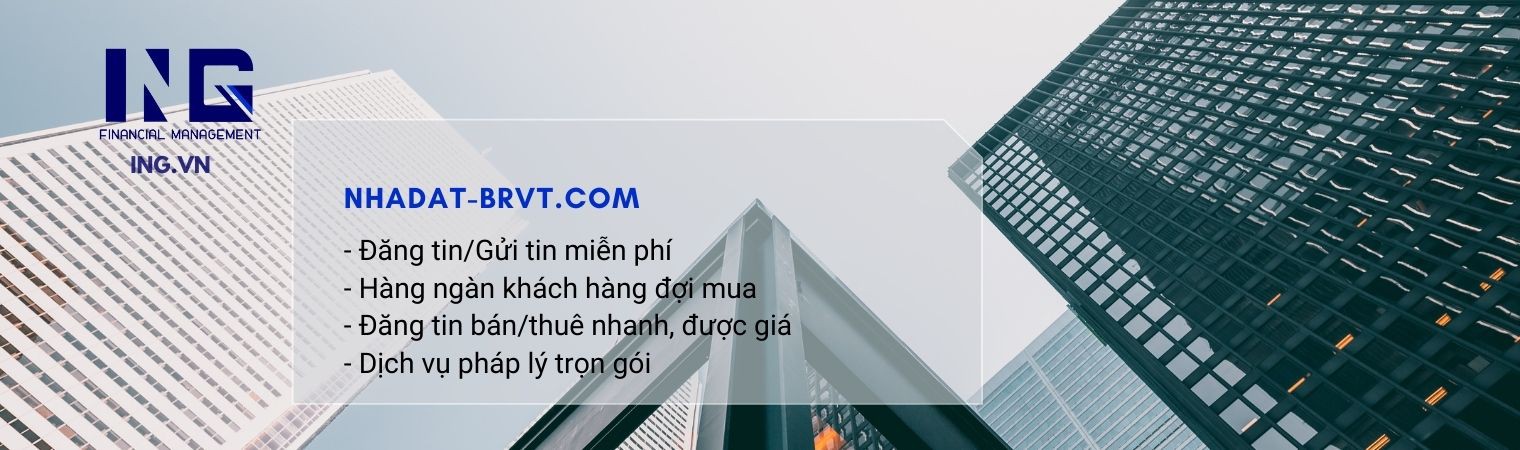 ING
FINANCIAL MANAGEMENT
ING.VN
NHADAT-BRVT.COM
- Đăng tin/Gửi tin miễn phí
- Hàng ngàn khách hàng đợi mua
- Đăng tin bán/thuê nhanh, được giá
- Dịch vụ pháp lý trọn gói